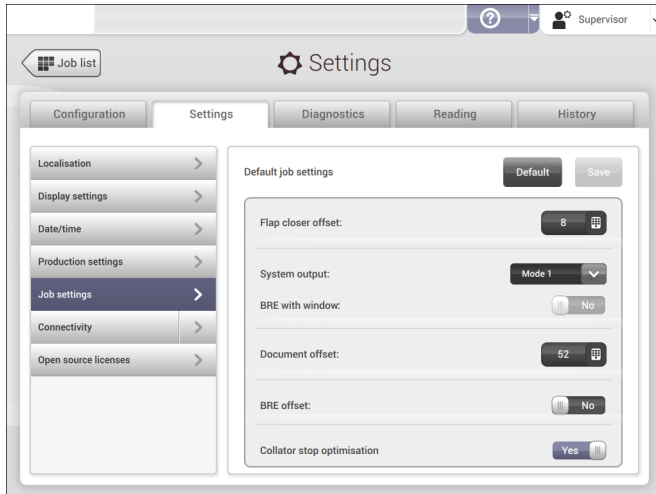 ?
Supervisor
Job list
Settings
Configuration
Settings
Diagnostics
Reading
History
Localisation
Display settings
Date/time
Production settings
Job settings
Connectivity
Open source licenses
Default job settings
Default
Save
Flap closer offset:
8
System output:
Mode 1
BRE with window:
No
Document offset:
52
BRE offset:
No
Collator stop optimisation
Yes